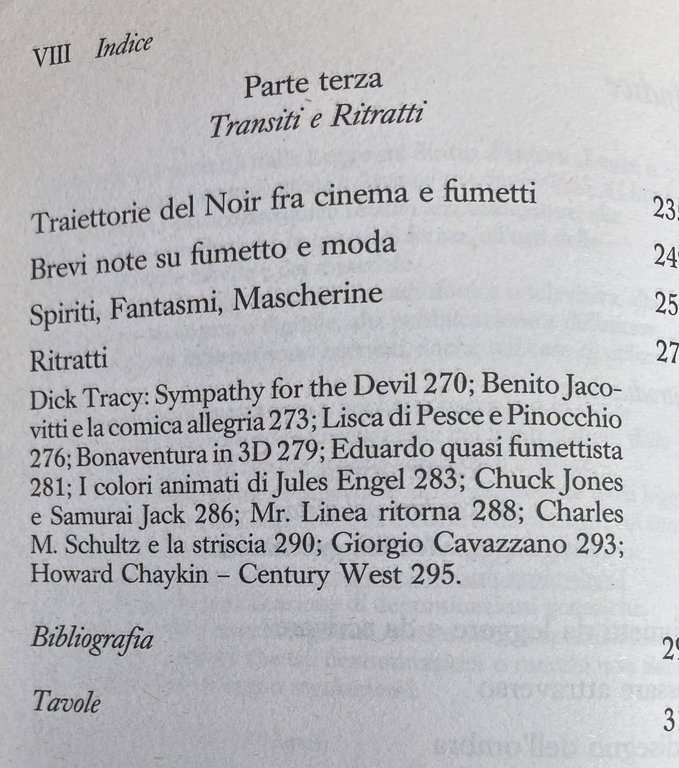 VIII Indice
Parte terza
Transiti e Ritratti
Traiettorie del Noir fra cinema e fumetti
Brevi note su fumetto e moda
Spiriti, Fantasmi, Mascherine
Ritratti
Dick Tracy: Sympathy for the Devil 270; Benito Jaco-
vitti e la comica allegria 273; Lisca di Pesce e Pinocchio
276; Bonaventura in 3D 279; Eduardo quasi fumettista
281; I colori animati di Jules Engel 283; Chuck Jones
e Samurai Jack 286; Mr. Linea ritorna 288; Charles
M. Schultz e la striscia 290; Giorgio Cavazzano 293;
Howard Chaykin – Century West 295.
Bibliografia
Tavole